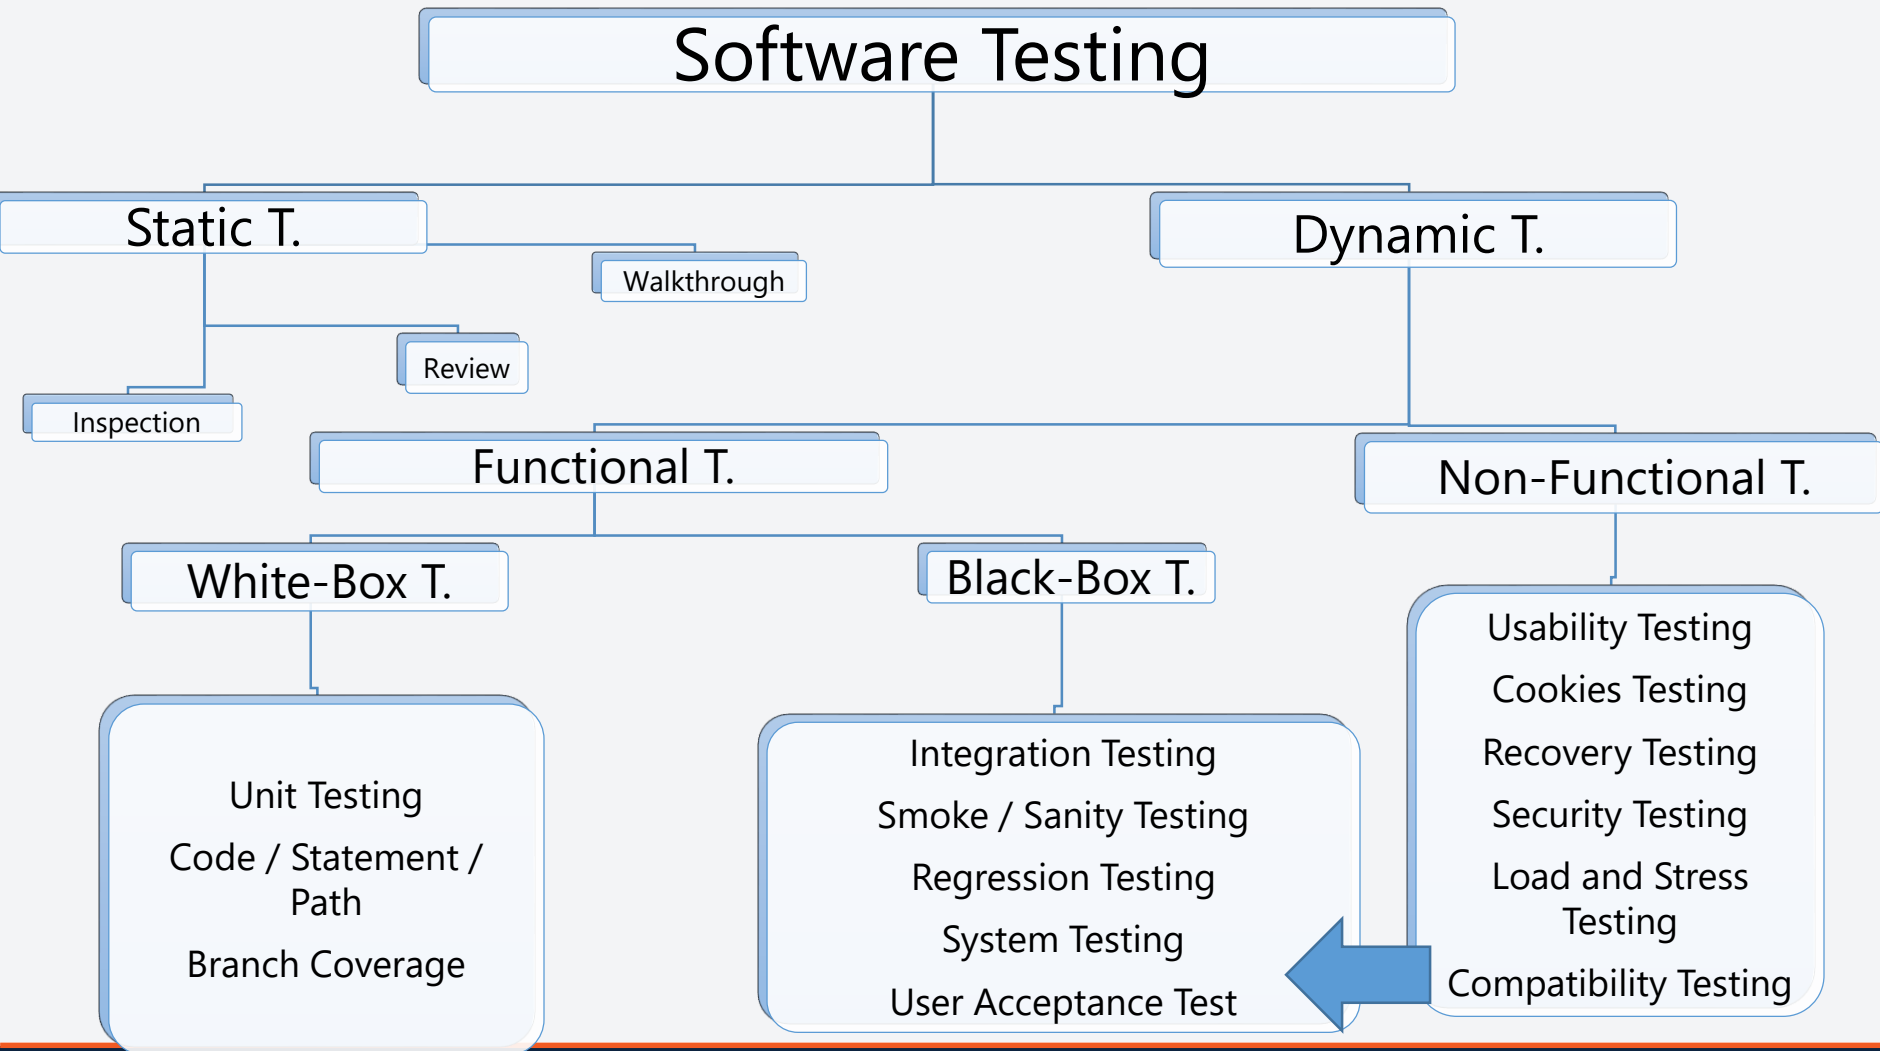 Software Testing
Static T.
Dynamic T.
Walkthrough
Review
Inspection
Functional T.
Non-Functional T.
White-Box T.
Black-Box T.
Unit Testing
Code / Statement /
Path
Branch Coverage
Integration Testing
Smoke / Sanity Testing
Regression Testing
System Testing
User Acceptance Test
Usability Testing
Cookies Testing
Recovery Testing
Security Testing
Load and Stress
Testing
Compatibility Testing